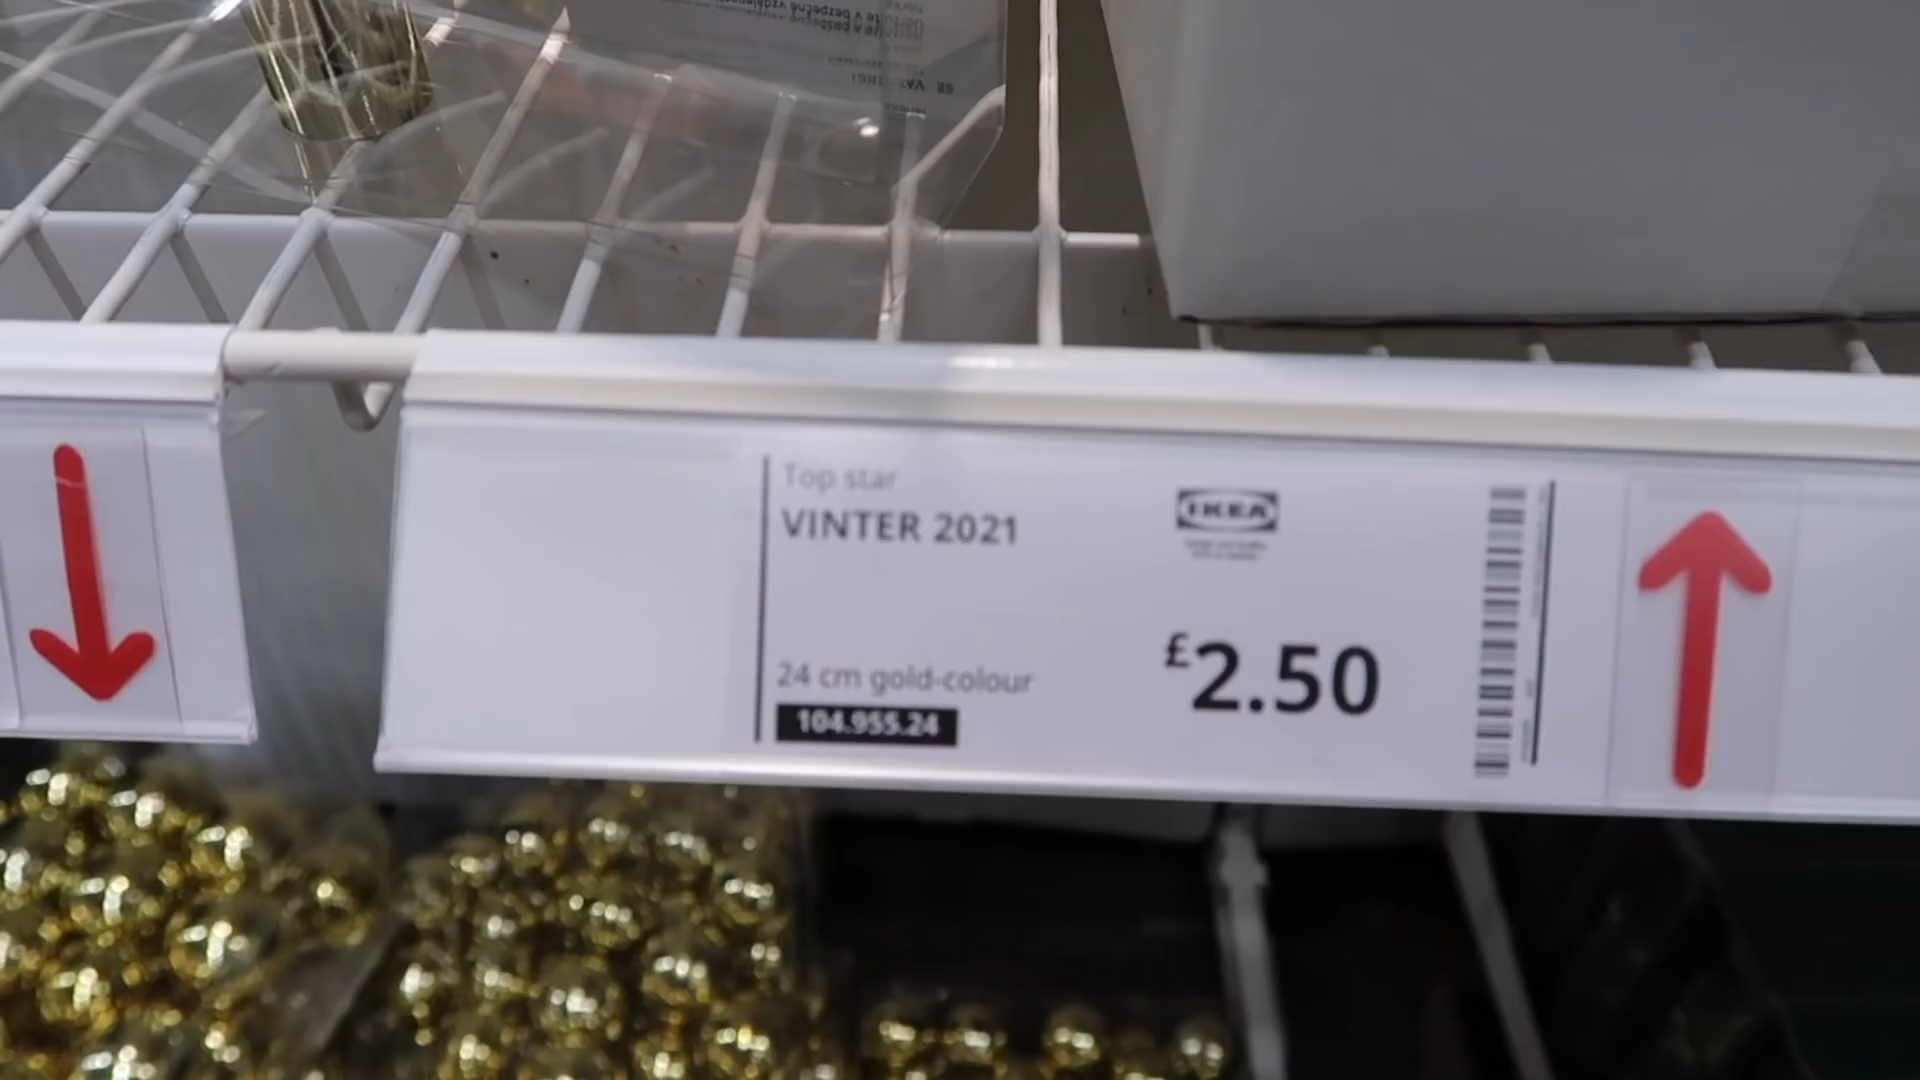 Top star
VINTER 2021
IKEA
24 cm gold-colour
£2.50
104.955.24